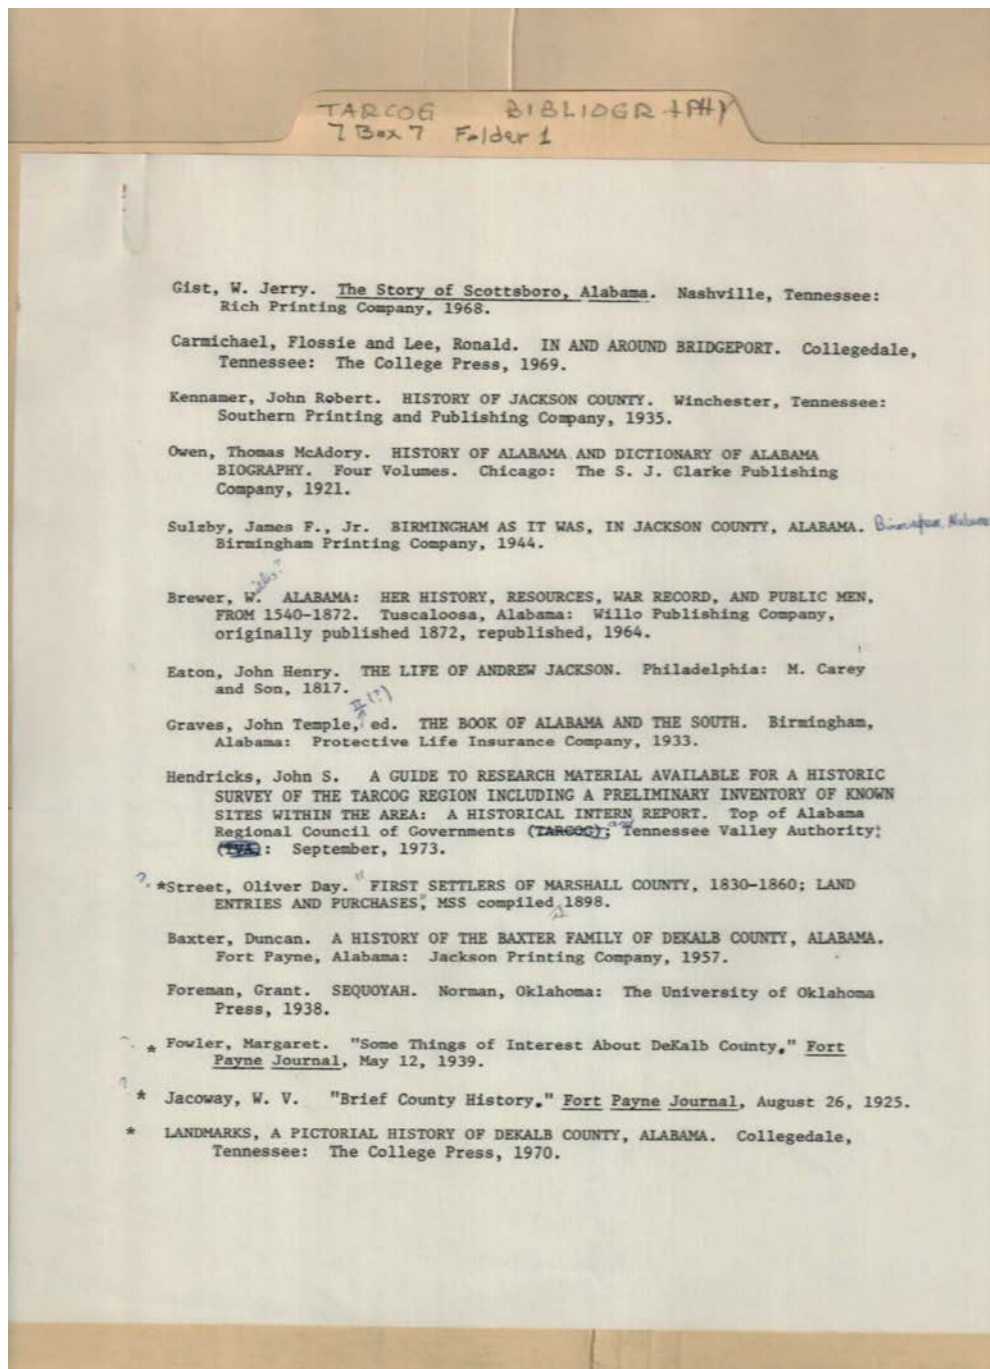 TARCOG BIBLIOGRAPHY
7 Box 7 Folder 1
Gist, W. Jerry. The Story of Scottsboro, Alabama. Nashville, Tennessee:
Rich Printing Company, 1968.
Carmichael, Flossie and Lee, Ronald. IN AND AROUND BRIDGEPORT. Collegedale,
Tennessee: The College Press, 1969.
Kennamer, John Robert. HISTORY OF JACKSON COUNTY. Winchester, Tennessee:
Southern Printing and Publishing Company, 1935.
Owen, Thomas McAdory. HISTORY OF ALABAMA AND DICTIONARY OF ALABAMA
BIOGRAPHY. Four Volumes. Chicago: The S. J. Clarke Publishing
Company, 1921.
Sulzby, James F., Jr. BIRMINGHAM AS IT WAS, IN JACKSON COUNTY, ALABAMA.
Birmingham Printing Company, 1944.
Brewer, W. ALABAMA: HER HISTORY, RESOURCES, WAR RECORD, AND PUBLIC MEN,
FROM 1540-1872. Tuscaloosa, Alabama: Willo Publishing Company,
originally published 1872, republished, 1964.
Eaton, John Henry. THE LIFE OF ANDREW JACKSON. Philadelphia: M. Carey
and Son, 1817.
II (?)
Graves, John Temple, ed. THE BOOK OF ALABAMA AND THE SOUTH. Birmingham,
Alabama: Protective Life Insurance Company, 1933.
Hendricks, John S. A GUIDE TO RESEARCH MATERIAL AVAILABLE FOR A HISTORIC
SURVEY OF THE TARCOG REGION INCLUDING A PRELIMINARY INVENTORY OF KNOWN
SITES WITHIN THE AREA: A HISTORICAL INTERN REPORT. Top of Alabama
Regional Council of Governments (TARCOG); and Tennessee Valley Authority:
(TVA): September, 1973.
?. *Street, Oliver Day. "FIRST SETTLERS OF MARSHALL COUNTY, 1830-1860; LAND
ENTRIES AND PURCHASES", MSS compiled 1898.
Baxter, Duncan. A HISTORY OF THE BAXTER FAMILY OF DEKALB COUNTY, ALABAMA.
Fort Payne, Alabama: Jackson Printing Company, 1957.
Foreman, Grant. SEQUOYAH. Norman, Oklahoma: The University of Oklahoma
Press, 1938.
* Fowler, Margaret. "Some Things of Interest About DeKalb County," Fort
Payne Journal, May 12, 1939.
? * Jacoway, W. V. "Brief County History," Fort Payne Journal, August 26, 1925.
* LANDMARKS, A PICTORIAL HISTORY OF DEKALB COUNTY, ALABAMA. Collegedale,
Tennessee: The College Press, 1970.